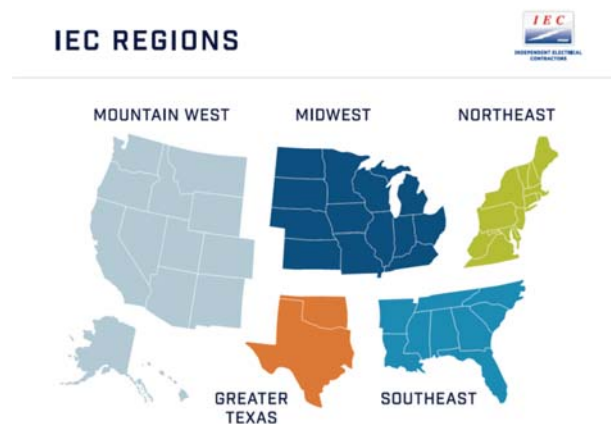 IEC REGIONS
IEC
INDEPENDENT ELECTRICAL
CONTRACTORS
MOUNTAIN WEST
MIDWEST
NORTHEAST
GREATER
TEXAS
SOUTHEAST